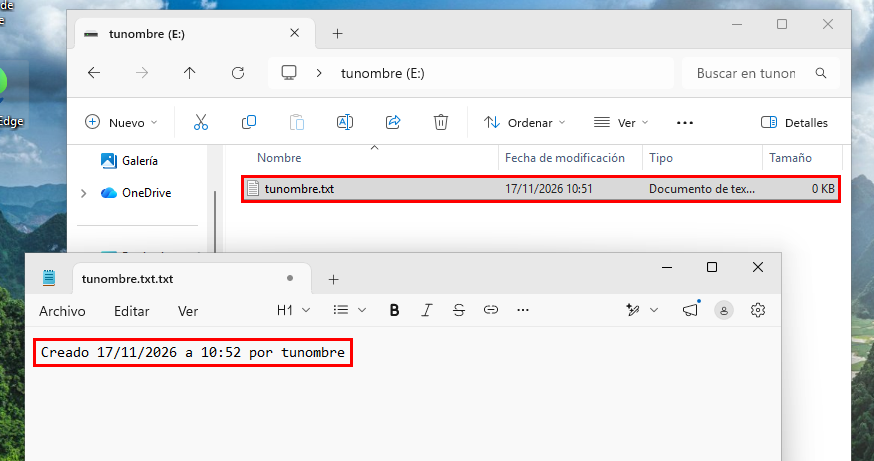 de
e
Edge
tunombre (E:)
tunombre (E:)
Buscar en tunon
Nuevo
Ordenar
Ver
Detalles
Galería
OneDrive
Nombre
Fecha de modificación
Tipo
Tamaño
tunombre.txt
17/11/2026 10:51
Documento de tex...
0 KB
tunombre.txt.txt
Archivo
Editar
Ver
H1
B
I
S
Creado 17/11/2026 a 10:52 por tunombre